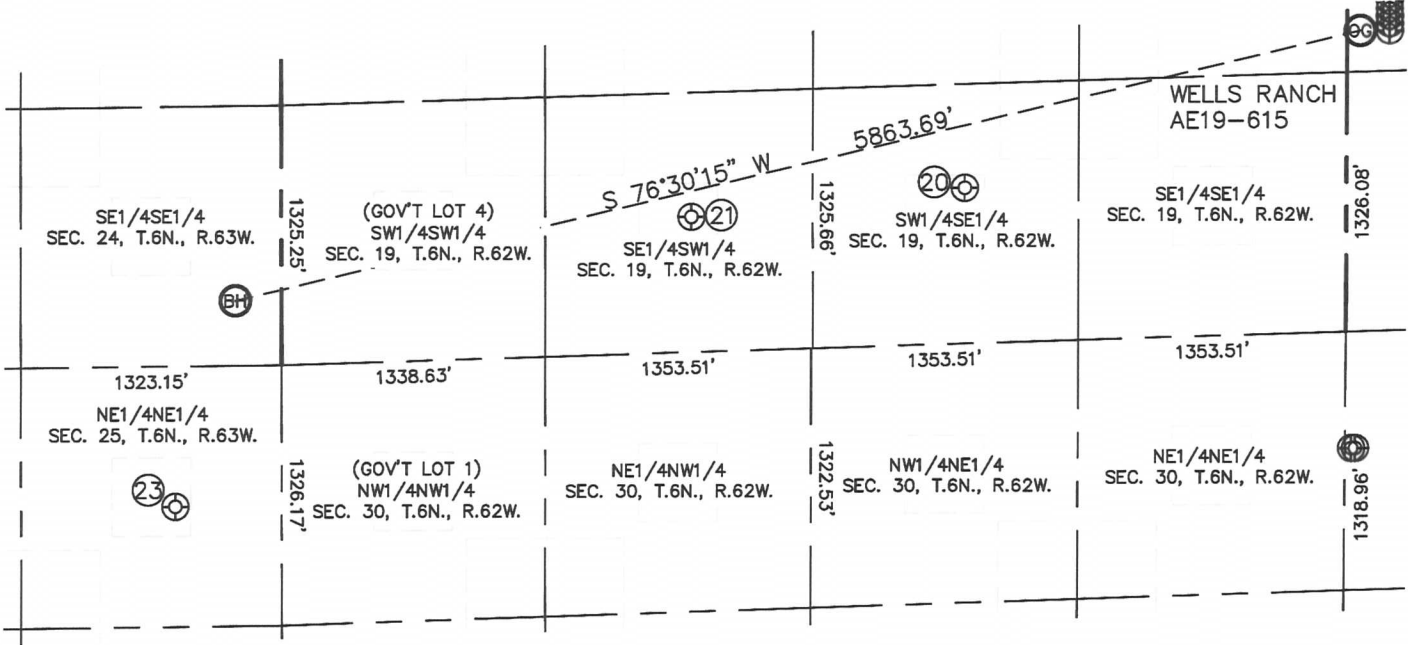 OG
WELLS RANCH
AE19-615
5863.69'
S 76°30'15" W
20
21
SE1/4SE1/4
SEC. 24, T.6N., R.63W.
1325.25'
(GOV'T LOT 4)
SW1/4SW1/4
SEC. 19, T.6N., R.62W.
SE1/4SW1/4
SEC. 19, T.6N., R.62W.
1325.66'
SW1/4SE1/4
SEC. 19, T.6N., R.62W.
SE1/4SE1/4
SEC. 19, T.6N., R.62W.
1326.08'
BH
1323.15'
1338.63'
1353.51'
1353.51'
1353.51'
NE1/4NE1/4
SEC. 25, T.6N., R.63W.
23
1326.17'
(GOV'T LOT 1)
NW1/4NW1/4
SEC. 30, T.6N., R.62W.
NE1/4NW1/4
SEC. 30, T.6N., R.62W.
1322.53'
NW1/4NE1/4
SEC. 30, T.6N., R.62W.
NE1/4NE1/4
SEC. 30, T.6N., R.62W.
1318.96'